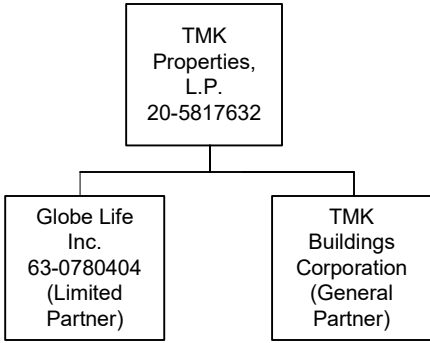 TMK
Properties,
L.P.
20-5817632
Globe Life
Inc.
63-0780404
(Limited
Partner)
TMK
Buildings
Corporation
(General
Partner)